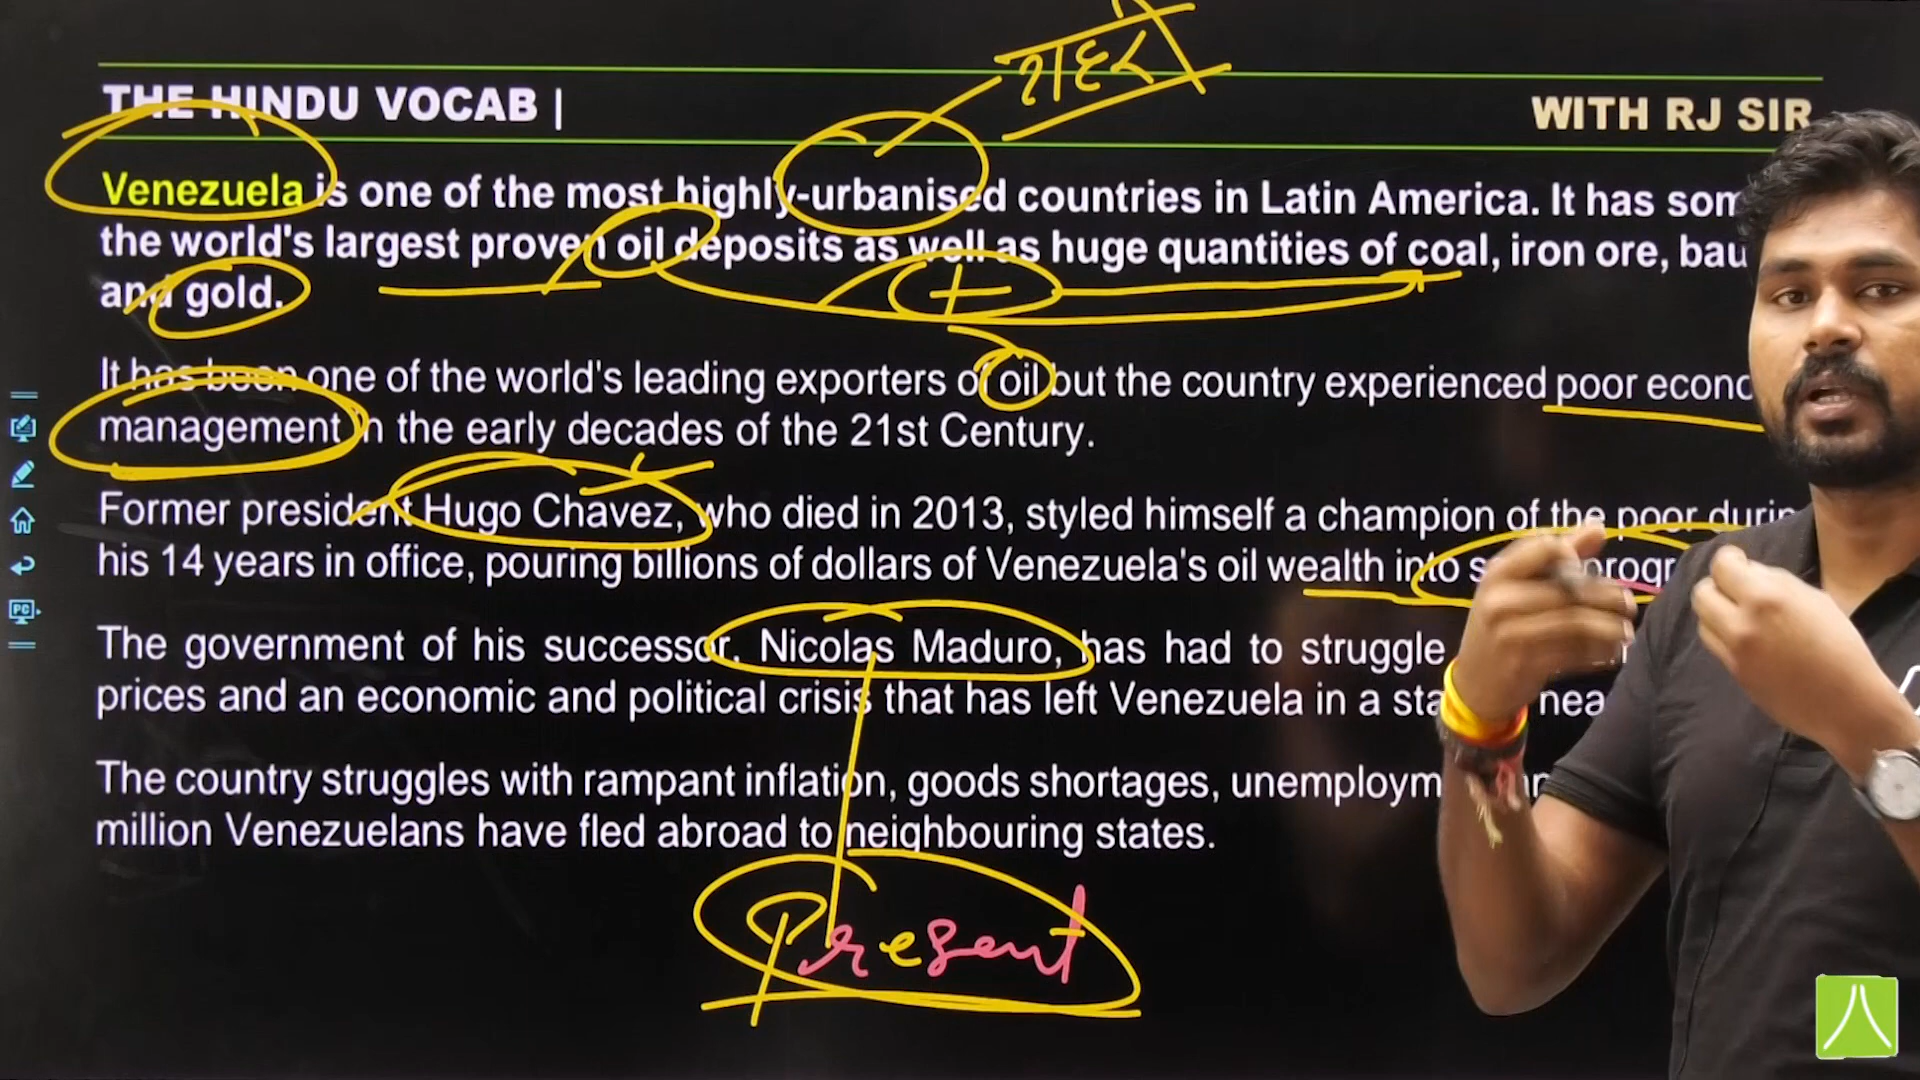 शहर
THE HINDU VOCAB |
WITH RJ SIR
Venezuela is one of the most highly-urbanised countries in Latin America. It has som
the world's largest proven oil deposits as well as huge quantities of coal, iron ore, bau
and gold.
+
It has been one of the world's leading exporters of oil but the country experienced poor econo
management in the early decades of the 21st Century.
Former president Hugo Chavez, who died in 2013, styled himself a champion of the poor durin
his 14 years in office, pouring billions of dollars of Venezuela's oil wealth into
The government of his successor, Nicolas Maduro, has had to struggle
prices and an economic and political crisis that has left Venezuela in a
The country struggles with rampant inflation, goods shortages, unemploym
million Venezuelans have fled abroad to neighbouring states.
Present
PC